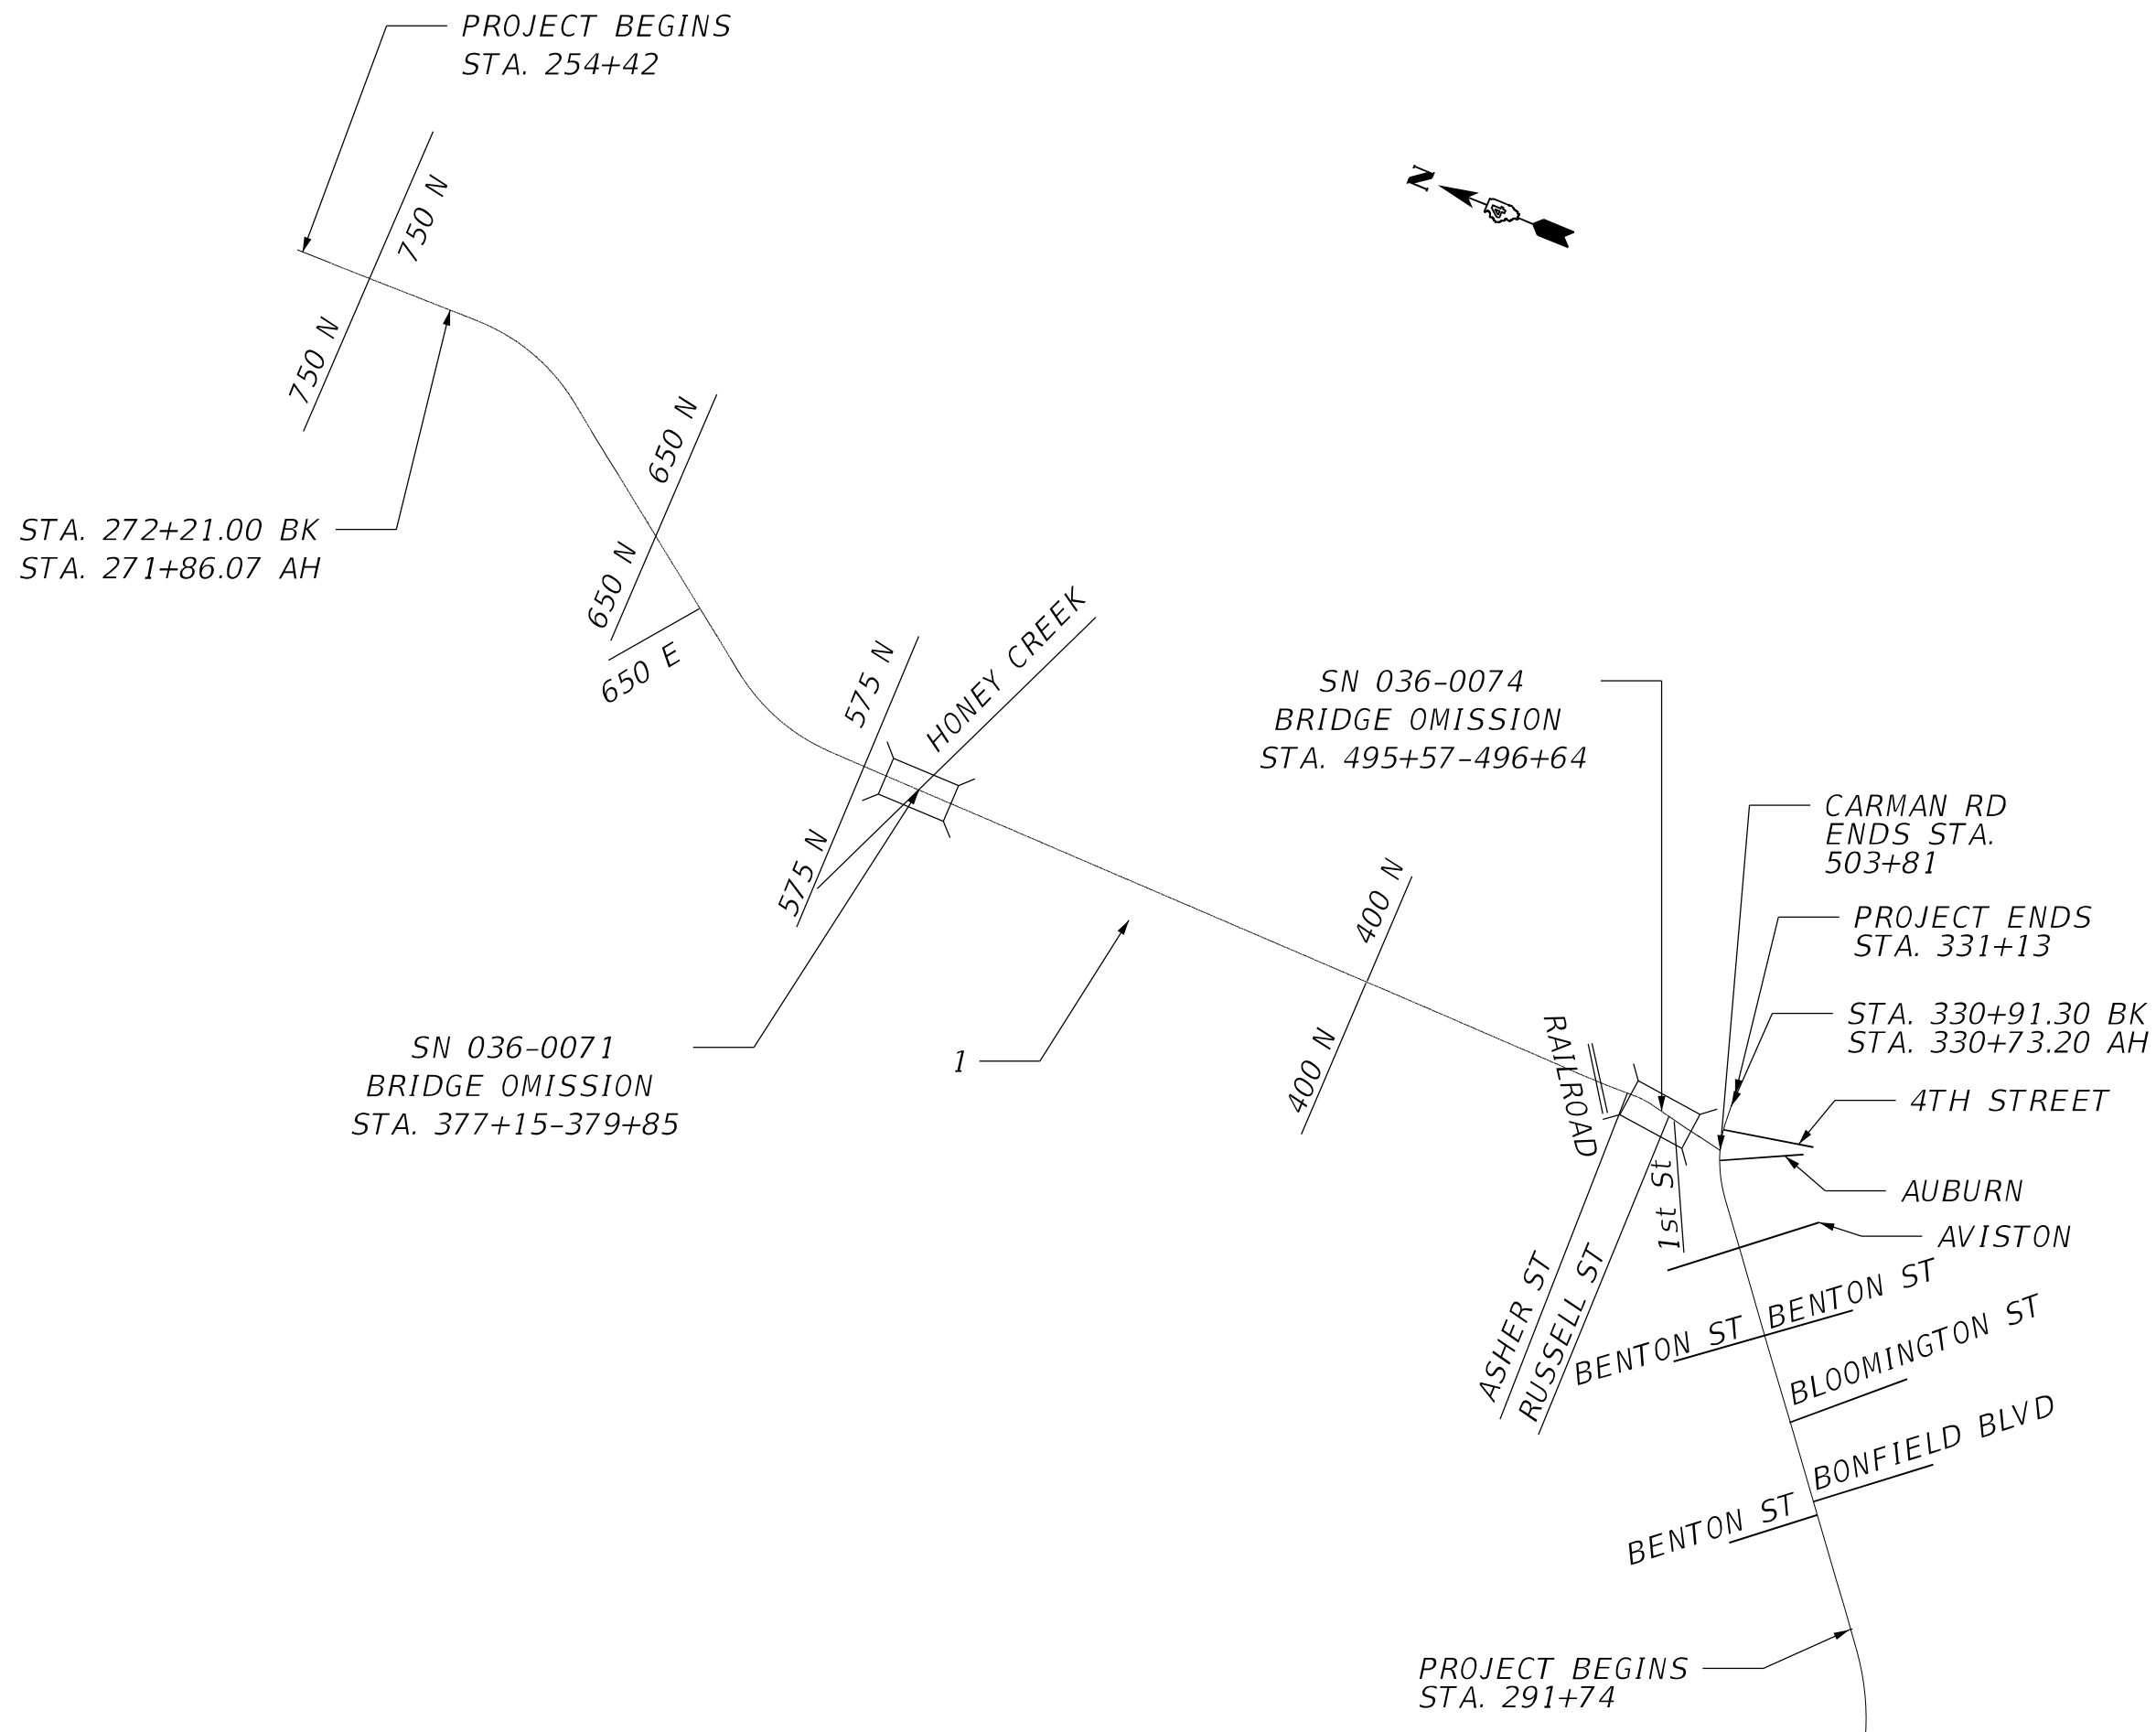 PROJECT BEGINS
STA. 254+42
N
4
750 N
750 N
STA. 272+21.00 BK
STA. 271+86.07 AH
650 N
650 N
650 E
575 N
575 N
HONEY CREEK
SN 036-0074
BRIDGE OMISSION
STA. 495+57-496+64
CARMAN RD
ENDS STA.
503+81
PROJECT ENDS
STA. 331+13
STA. 330+91.30 BK
STA. 330+73.20 AH
400 N
400 N
SN 036-0071
BRIDGE OMISSION
STA. 377+15-379+85
1
RAILROAD
4TH STREET
AUBURN
AVISTON
1st St
ASHER ST
RUSSELL ST
BENTON ST
BENTON ST
BLOOMINGTON ST
BONFIELD BLVD
BENTON ST
PROJECT BEGINS
STA. 291+74